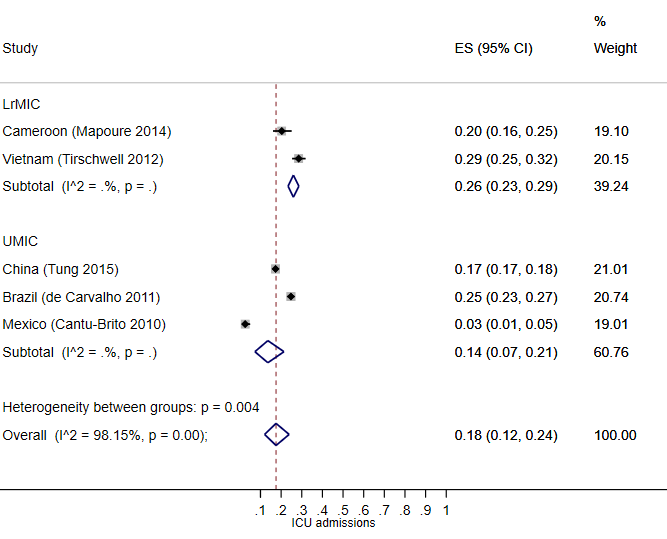 %
Study ES (95% CI) Weight
LrMIC
Cameroon (Mapoure 2014) 0.20 (0.16, 0.25) 19.10
Vietnam (Tirschwell 2012) 0.29 (0.25, 0.32) 20.15
Subtotal (I^2 = .%, p = .) 0.26 (0.23, 0.29) 39.24
UMIC
China (Tung 2015) 0.17 (0.17, 0.18) 21.01
Brazil (de Carvalho 2011) 0.25 (0.23, 0.27) 20.74
Mexico (Cantu-Brito 2010) 0.03 (0.01, 0.05) 19.01
Subtotal (I^2 = .%, p = .) 0.14 (0.07, 0.21) 60.76
Heterogeneity between groups: p = 0.004
Overall (I^2 = 98.15%, p = 0.00); 0.18 (0.12, 0.24) 100.00
.1 .2 .3 .4 .5 .6 .7 .8 .9 1
ICU admissions